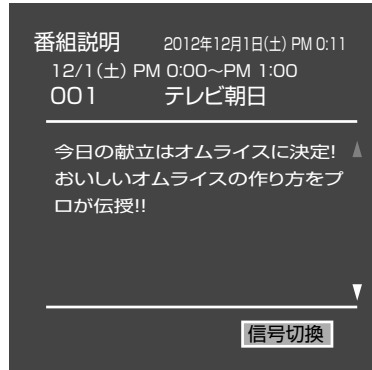 番組説明 2012年12月1日(土) PM 0:11
12/1(土) PM 0:00〜PM 1:00
001 テレビ朝日
今日の献立はオムライスに決定!
おいしいオムライスの作り方をプ
ロが伝授!!
信号切換